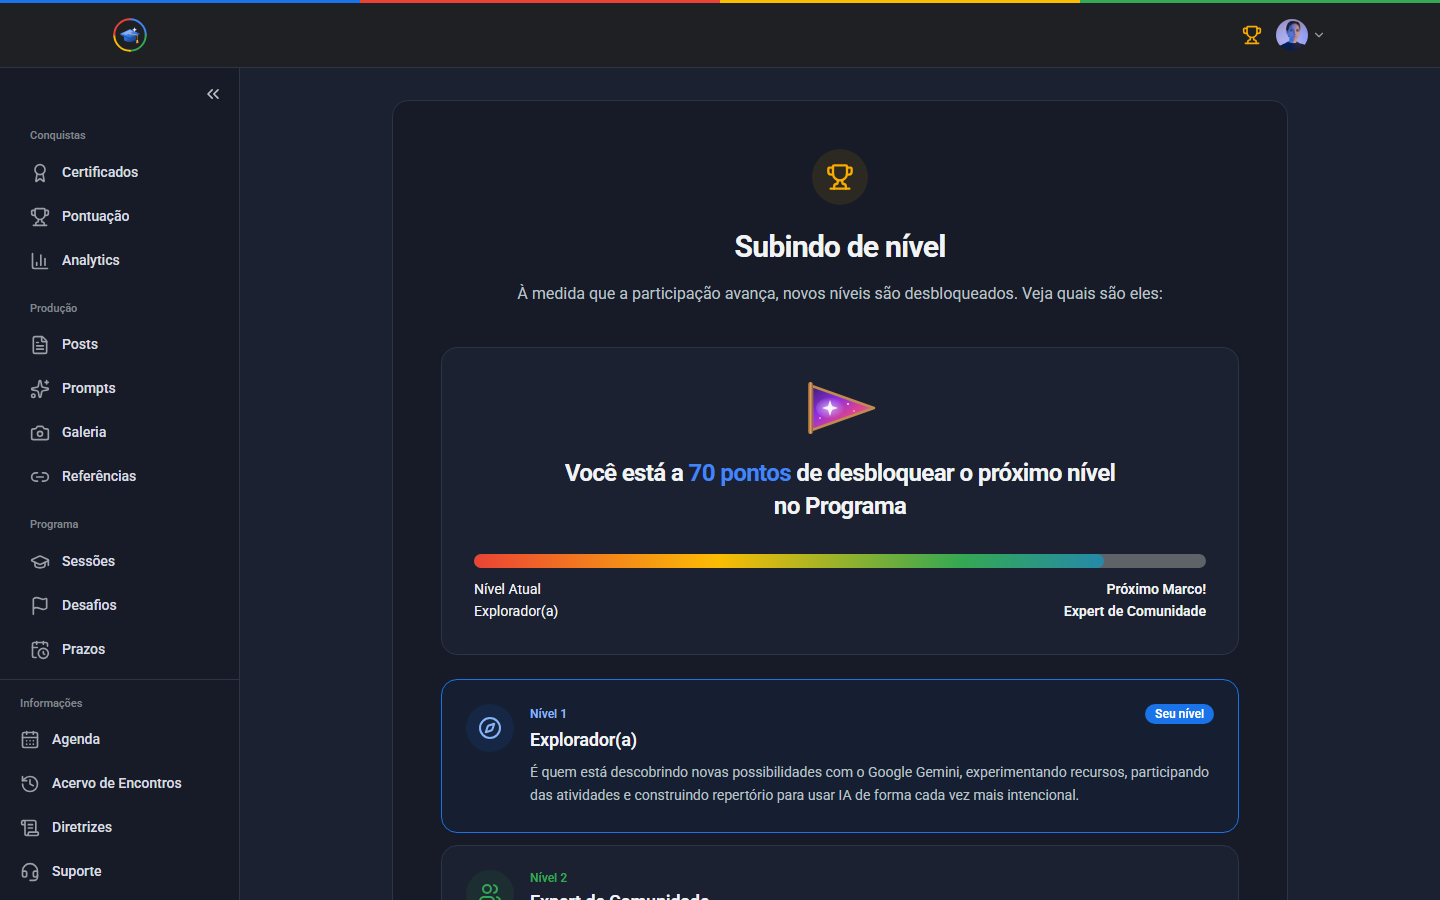 Conquistas
Certificados
Pontuação
Analytics
Produção
Posts
Prompts
Galeria
Referências
Programa
Sessões
Desafios
Prazos
Informações
Agenda
Acervo de Encontros
Diretrizes
Suporte
Subindo de nível
À medida que a participação avança, novos níveis são desbloqueados. Veja quais são eles:
Você está a 70 pontos de desbloquear o próximo nível
no Programa
Nível Atual
Explorador(a)
Próximo Marco!
Expert de Comunidade
Nível 1
Seu nível
Explorador(a)
É quem está descobrindo novas possibilidades com o Google Gemini, experimentando recursos, participando
das atividades e construindo repertório para usar IA de forma cada vez mais intencional.
Nível 2
Expert de Comunidade